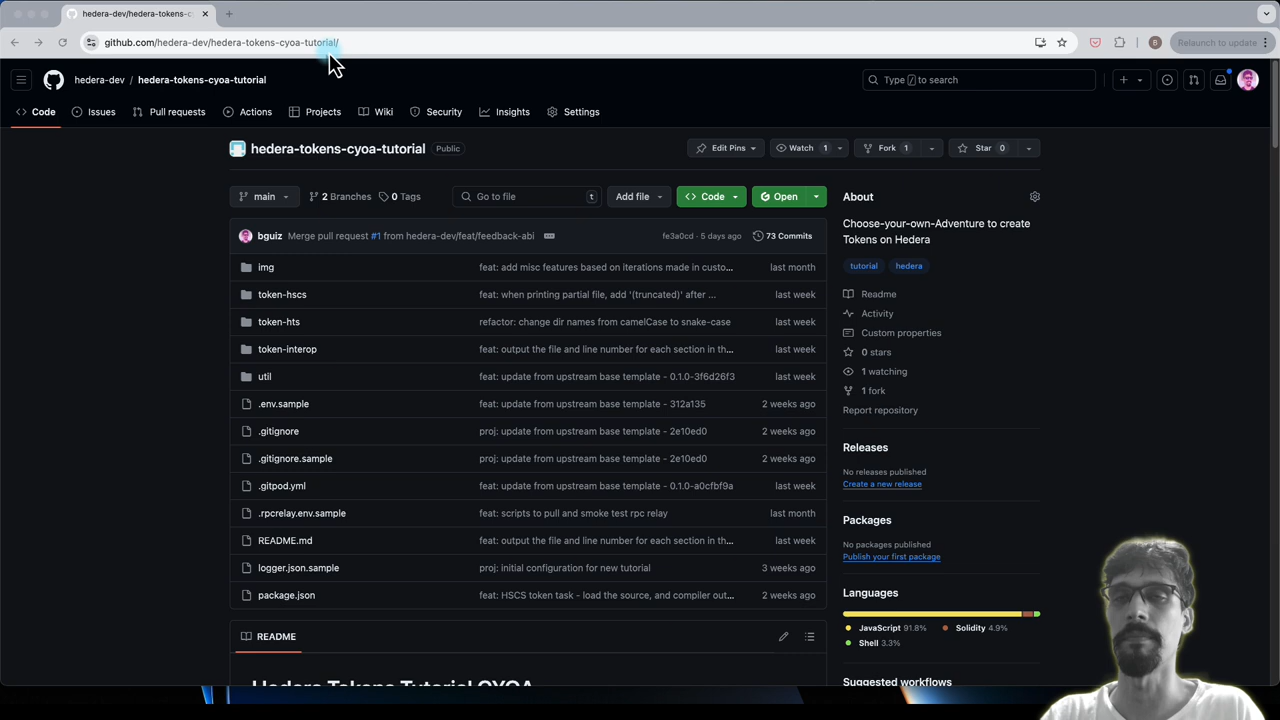 hedera-dev/hedera-tokens-c
github.com/hedera-dev/hedera-tokens-cyoa-tutorial/
B
Relaunch to update
hedera-dev / hedera-tokens-cyoa-tutorial
Type / to search
Code
Issues
Pull requests
Actions
Projects
Wiki
Security
Insights
Settings
hedera-tokens-cyoa-tutorial Public
Edit Pins
Watch 1
Fork 1
Star 0
main
2 Branches
0 Tags
Go to file t
Add file
Code
Open
bguiz Merge pull request #1 from hedera-dev/feat/feedback-abi fe3a0cd · 5 days ago 73 Commits
img feat: add misc features based on iterations made in custo… last month
token-hscs feat: when printing partial file, add '(truncated)' after … last week
token-hts refactor: change dir names from camelCase to snake-case last week
token-interop feat: output the file and line number for each section in th… last week
util feat: update from upstream base template - 0.1.0-3f6d26f3 last week
.env.sample feat: update from upstream base template - 312a135 2 weeks ago
.gitignore proj: update from upstream base template - 2e10ed0 2 weeks ago
.gitignore.sample proj: update from upstream base template - 2e10ed0 2 weeks ago
.gitpod.yml feat: update from upstream base template - 0.1.0-a0cfbf9a last week
.rpcrelay.env.sample feat: scripts to pull and smoke test rpc relay last month
README.md feat: output the file and line number for each section in th… last week
logger.json.sample proj: initial configuration for new tutorial 3 weeks ago
package.json feat: HSCS token task - load the source, and compiler out… 2 weeks ago
README
Hedera Tokens Tutorial CYOA
About
Choose-your-own-Adventure to create
Tokens on Hedera
tutorial hedera
Readme
Activity
Custom properties
0 stars
1 watching
1 fork
Report repository
Releases
No releases published
Create a new release
Packages
No packages published
Publish your first package
Languages
JavaScript 91.8% Solidity 4.9%
Shell 3.3%
Suggested workflows